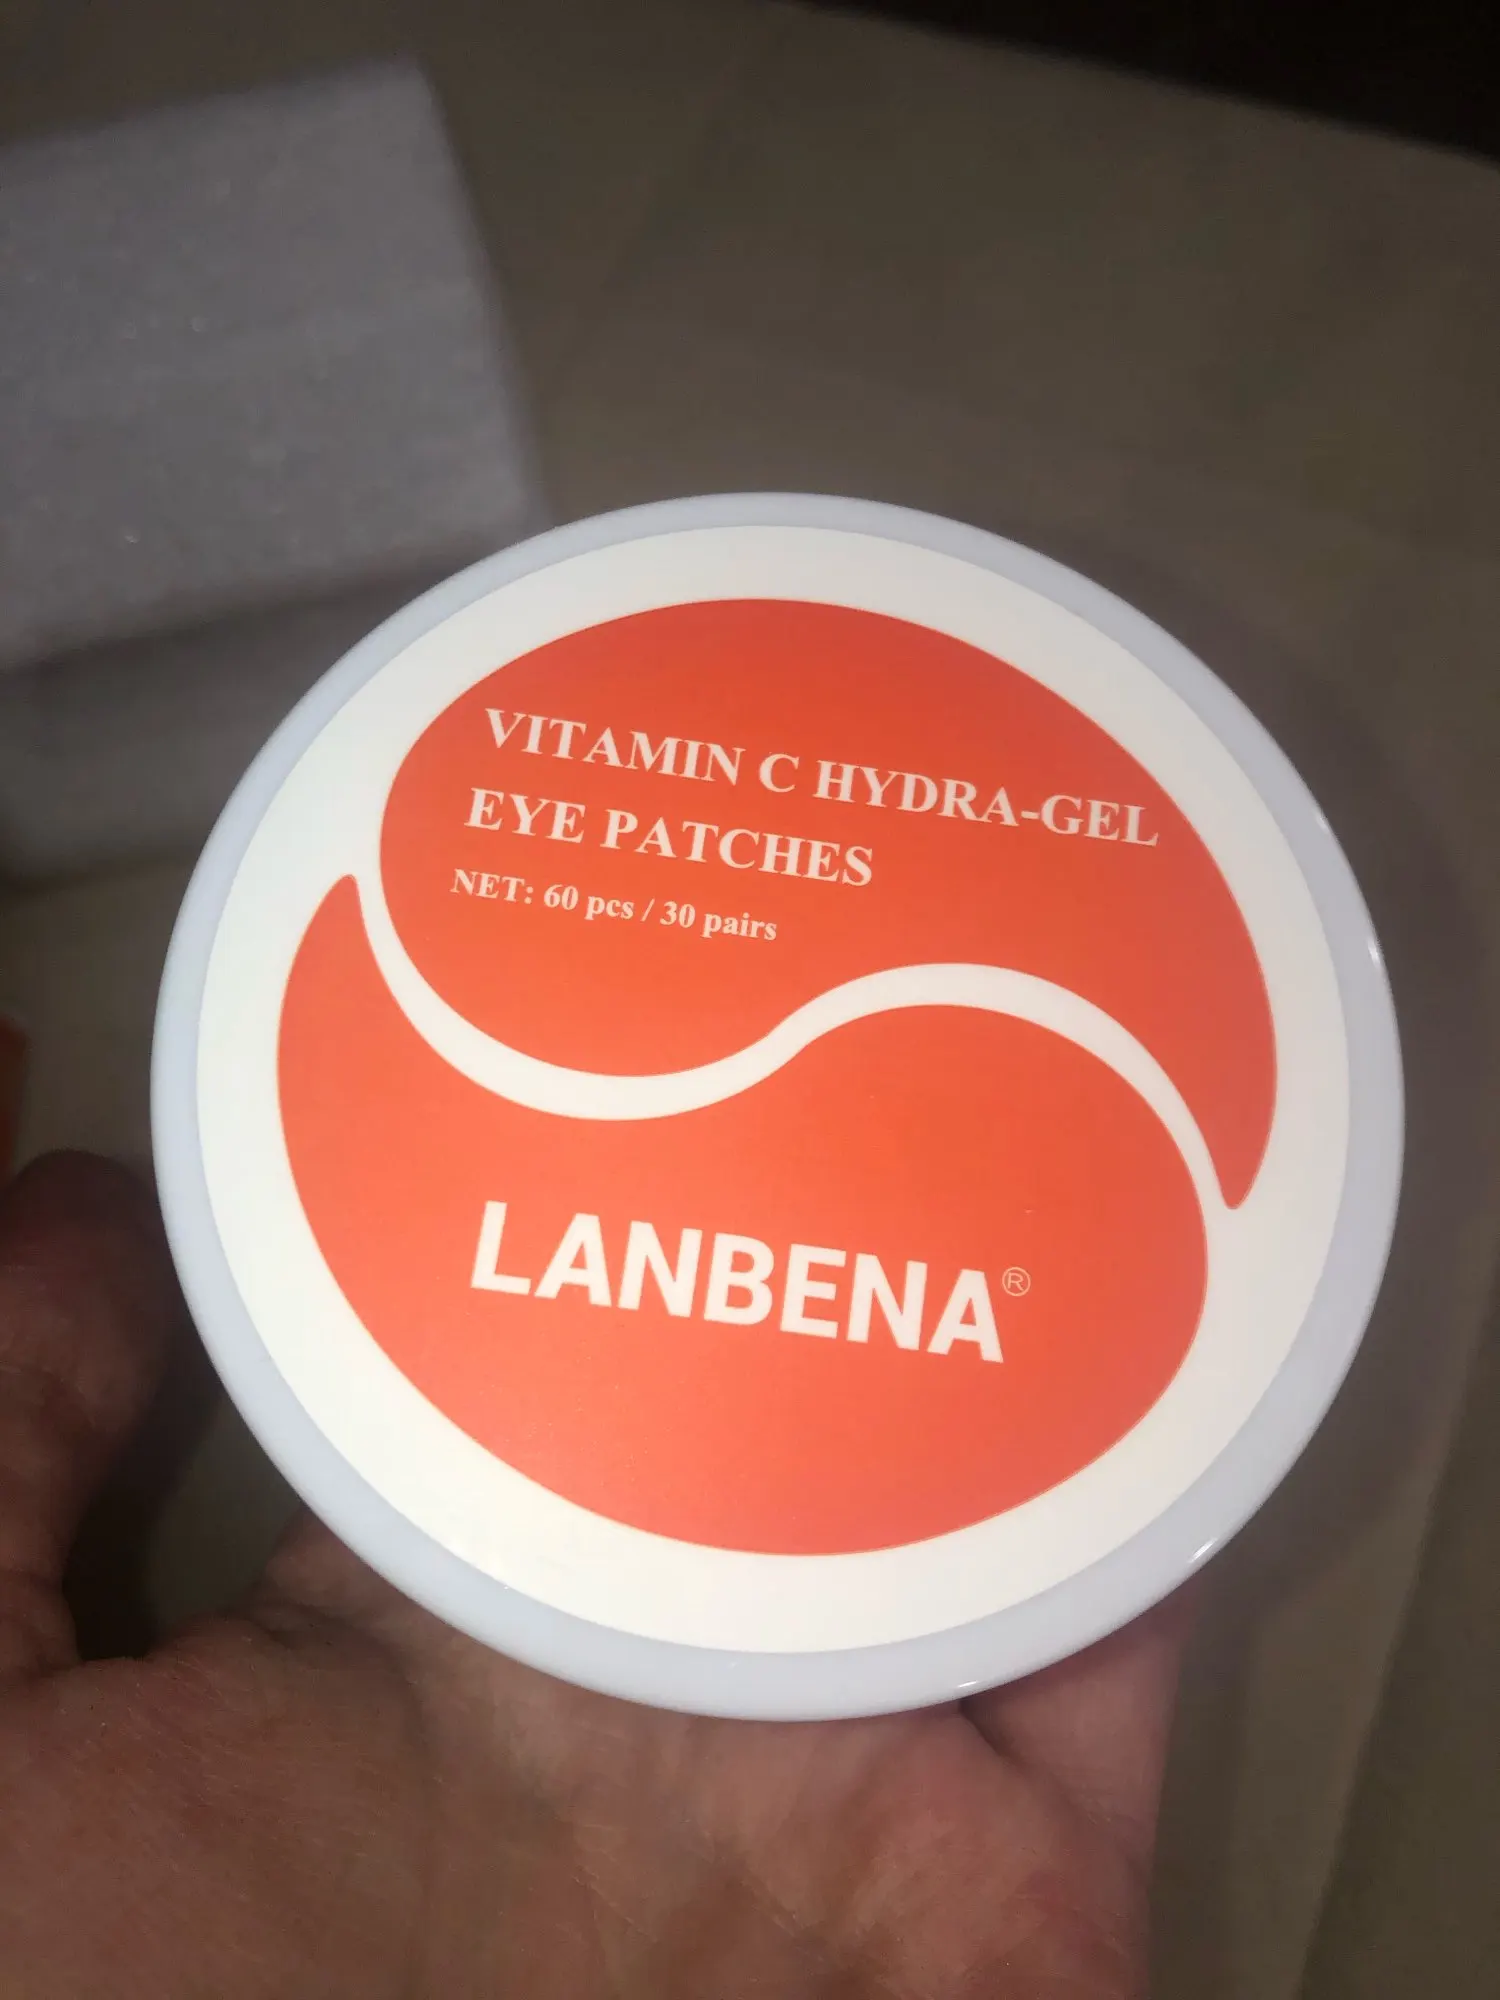 VITAMIN C HYDRA-GEL
EYE PATCHES
NET: 60 pcs / 30 pairs
LANBENA®